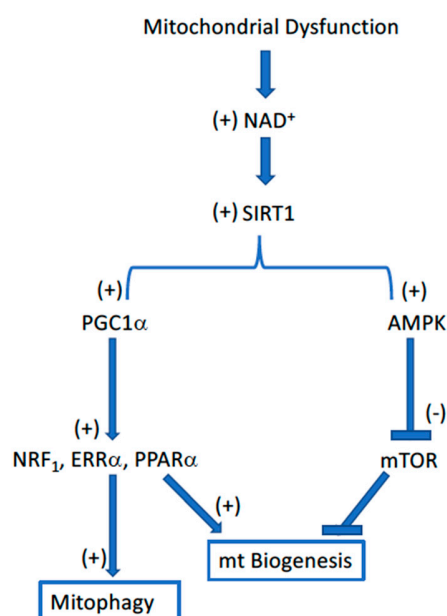 Mitochondrial Dysfunction
(+) NAD⁺
(+) SIRT1
(+) (+)
PGC1α AMPK
(+) (-)
NRF₁, ERRα, PPARα mTOR
(+)
(+) mt Biogenesis
Mitophagy